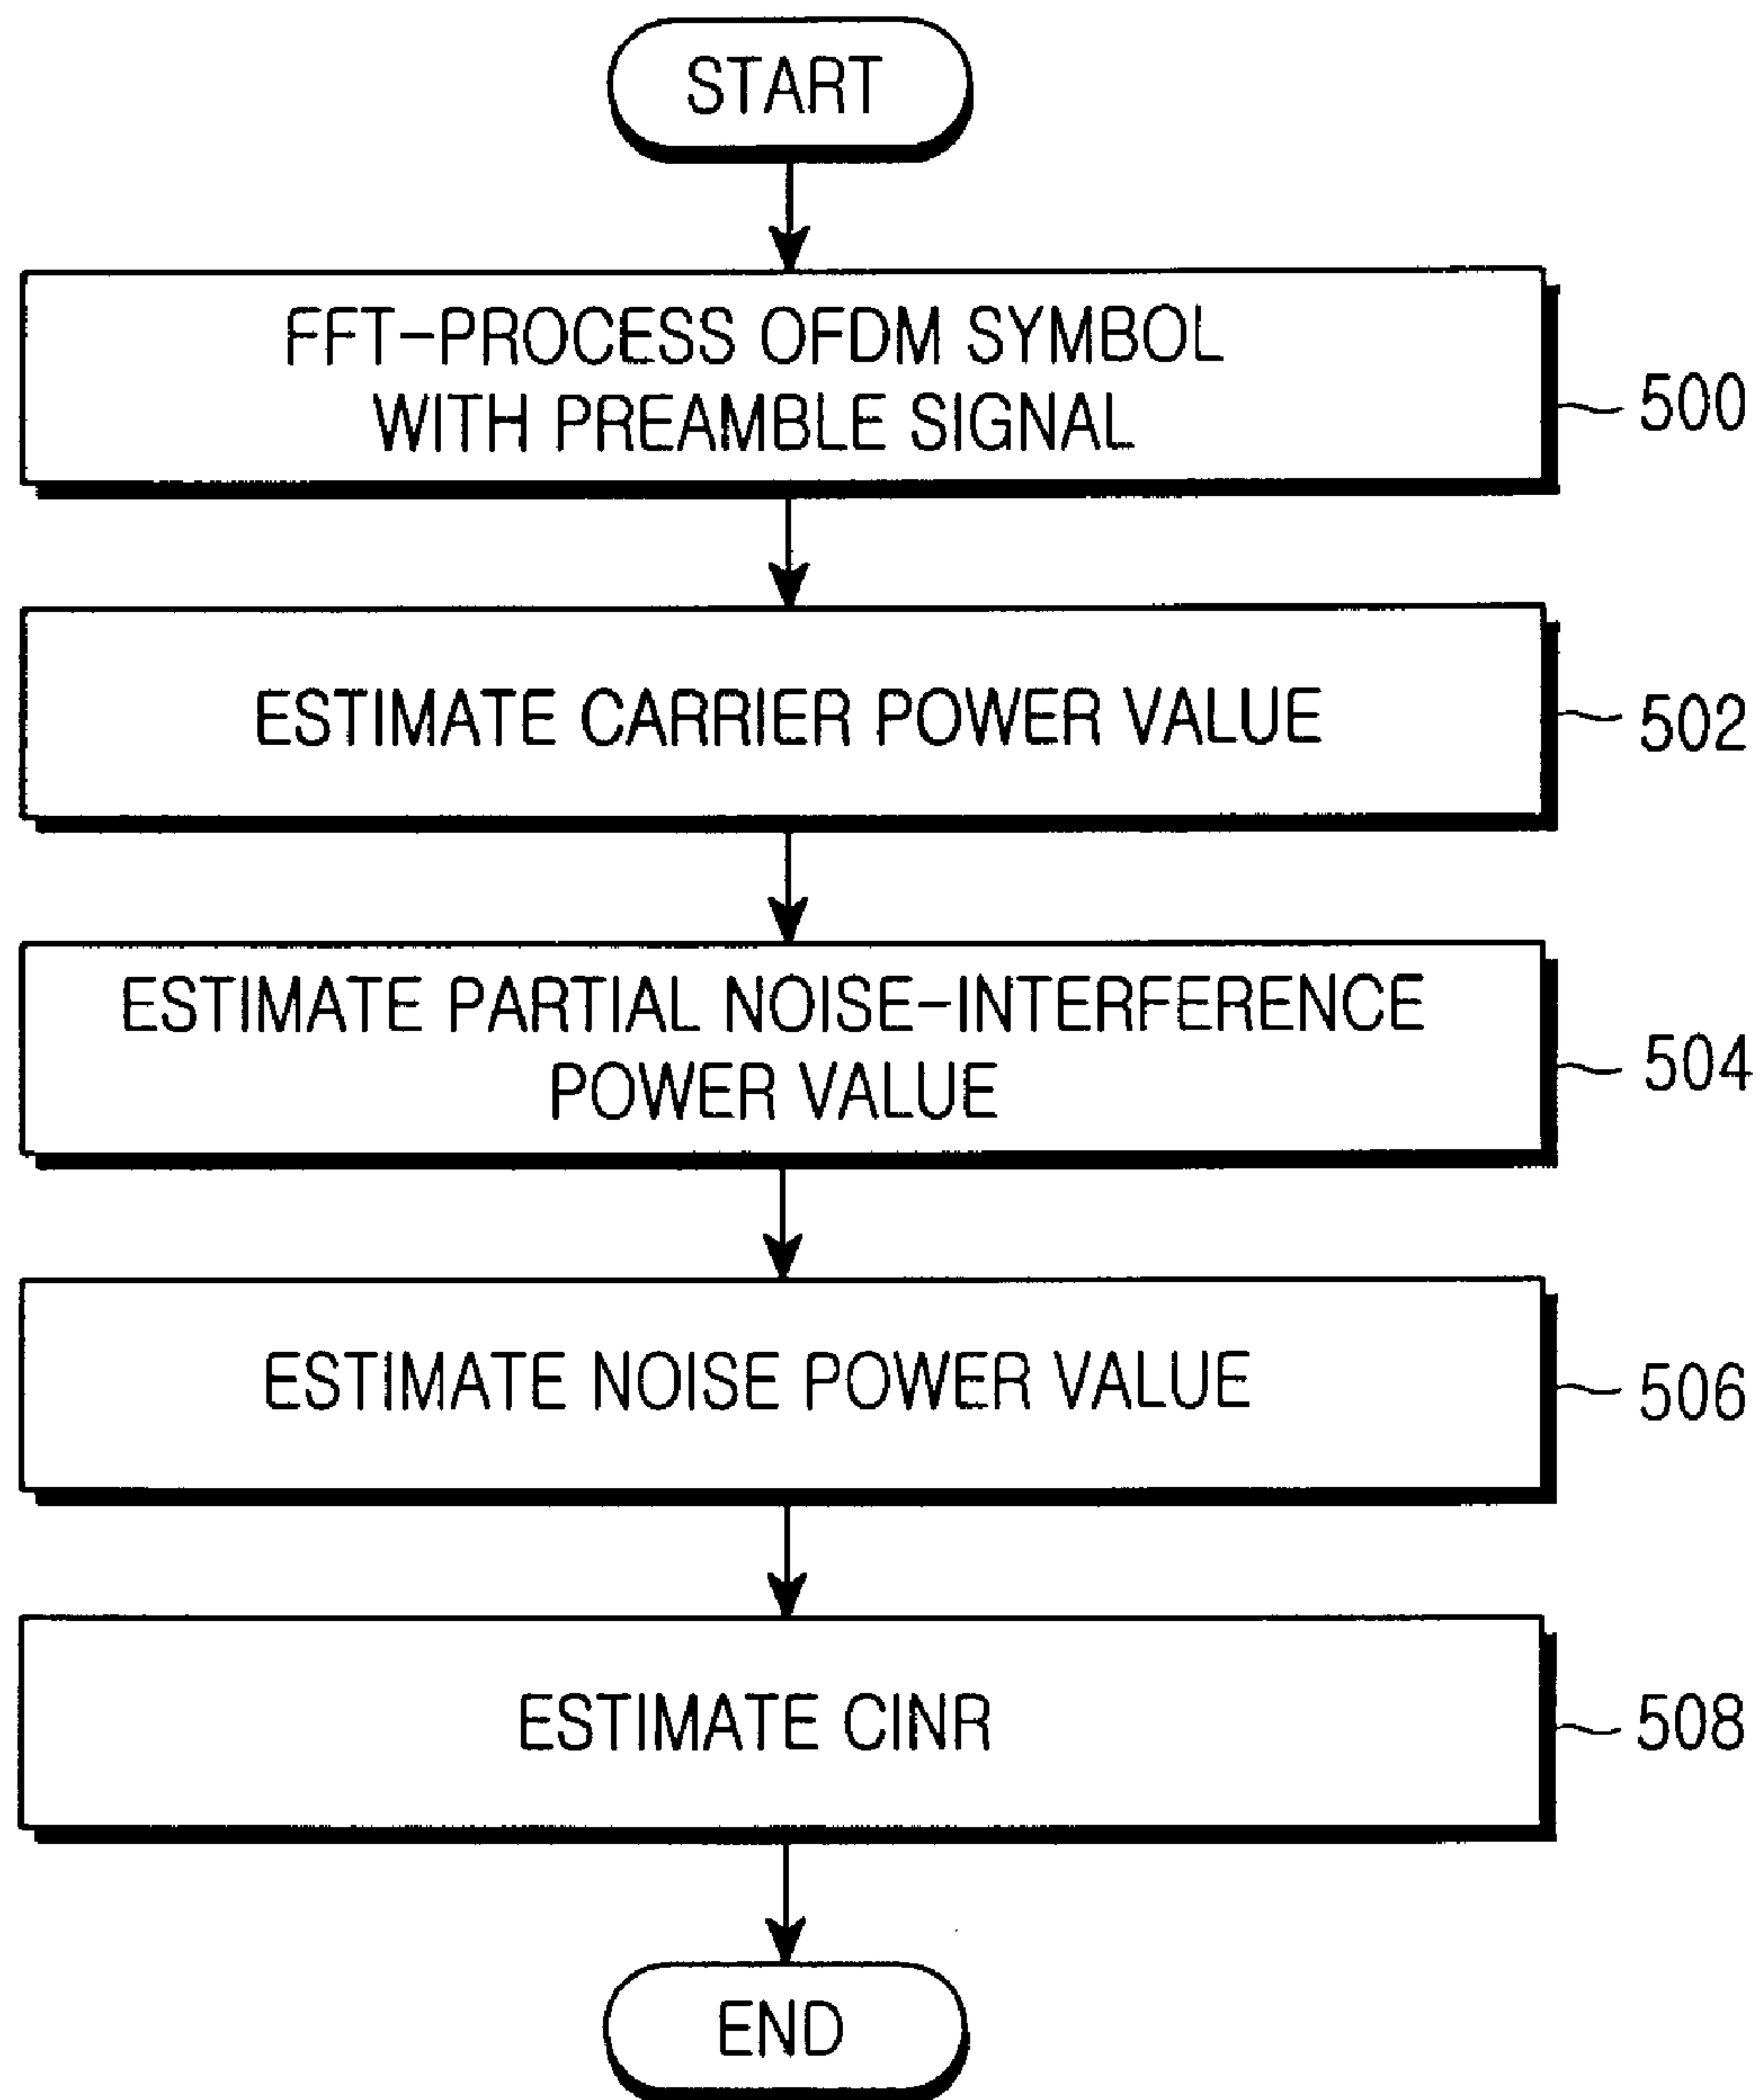 START
FFT-PROCESS OFDM SYMBOL
WITH PREAMBLE SIGNAL
500
ESTIMATE CARRIER POWER VALUE
502
ESTIMATE PARTIAL NOISE-INTERFERENCE
POWER VALUE
504
ESTIMATE NOISE POWER VALUE
506
ESTIMATE CINR
508
END